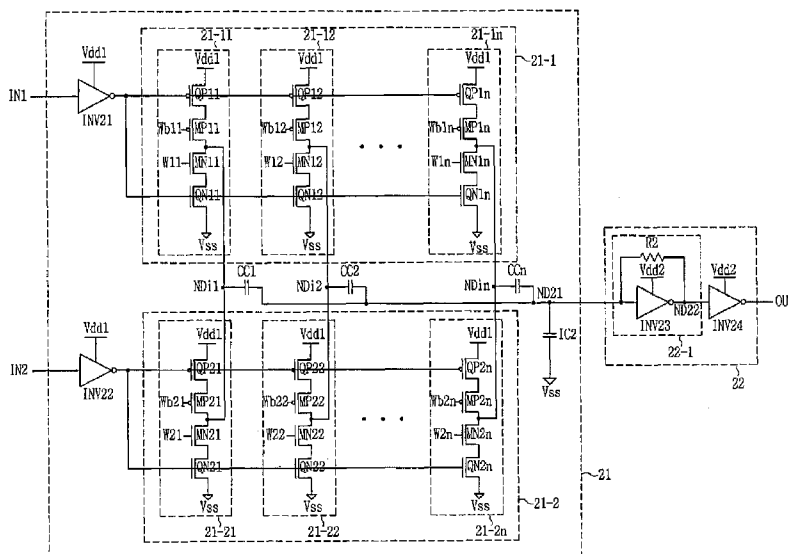 21-11 21-12 21-1n
Vdd1 Vdd1 Vdd1 Vdd1 21-1
IN1 INV21 QP11 QP12 QP1n
Wb11 MP11 Wb12 MP12 Wb1n MP1n
W11 MN11 W12 MN12 W1n MN1n
QN11 QN12 QN1n
Vss Vss Vss
CC1 CC2 CCn R2
NDi1 NDi2 NDin ND21 Vdd2 Vdd2
ND22 OU
IC2 INV23 INV24
22-1
Vss 22
Vdd1 Vdd1 Vdd1 Vdd1
IN2 INV22 QP21 QP22 QP2n
Wb21 MP21 Wb22 MP22 Wb2n MP2n
W21 MN21 W22 MN22 W2n MN2n
QN21 QN22 QN2n
21
Vss Vss Vss 21-2
21-21 21-22 21-2n